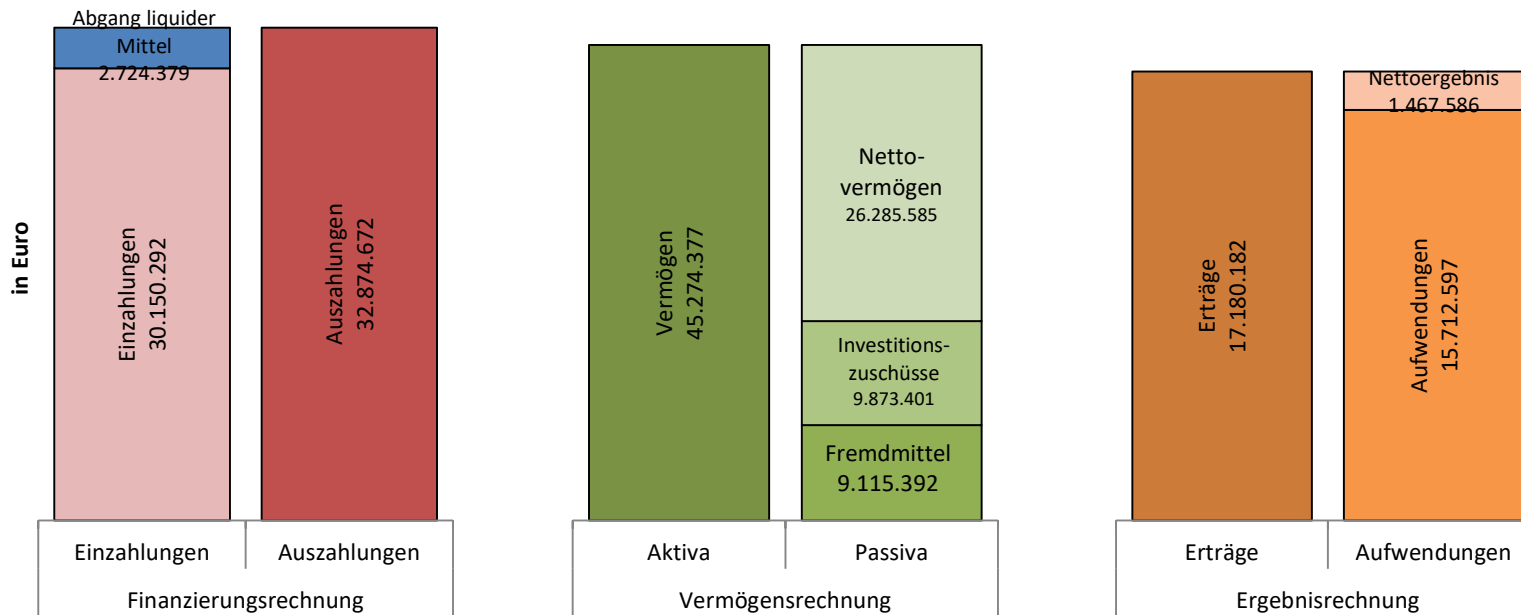 in Euro
Abgang liquider
Mittel
2.724.379
Einzahlungen
30.150.292
Auszahlungen
32.874.672
Einzahlungen
Auszahlungen
Finanzierungsrechnung
Vermögen
45.274.377
Netto-
vermögen
26.285.585
Investitions-
zuschüsse
9.873.401
Fremdmittel
9.115.392
Aktiva
Passiva
Vermögensrechnung
Erträge
17.180.182
Nettoergebnis
1.467.586
Aufwendungen
15.712.597
Erträge
Aufwendungen
Ergebnisrechnung